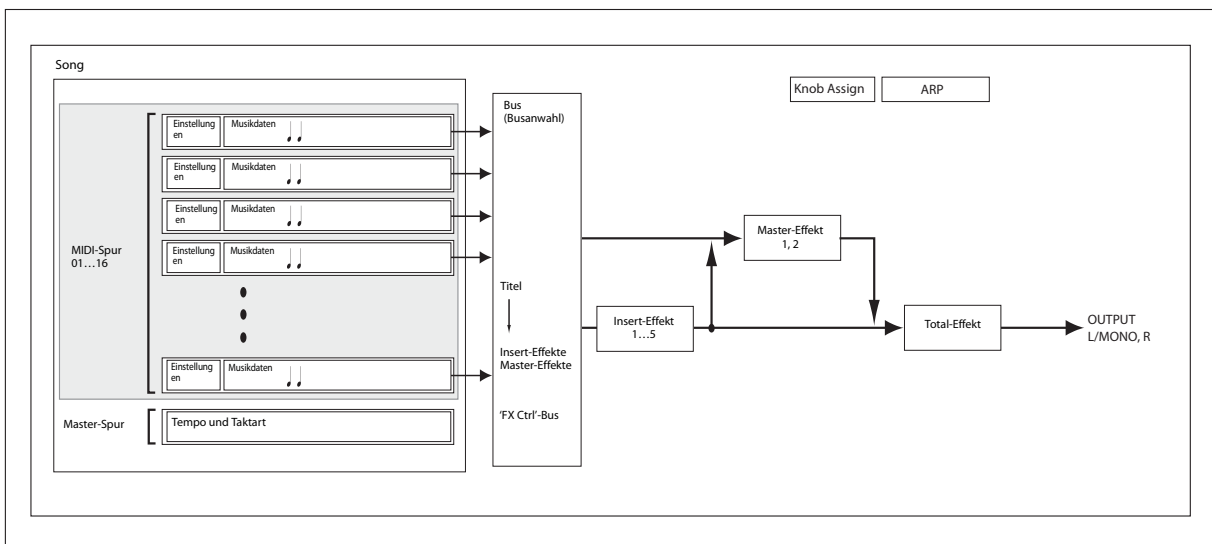 Song
Knob Assign
ARP
Bus
(Busanwahl)
Einstellung
en
Musikdaten
Einstellung
en
Musikdaten
Einstellung
en
Musikdaten
Einstellung
en
Musikdaten
MIDI-Spur
01…16
Master-Effekt
1, 2
Titel
Insert-Effekt
1…5
Total-Effekt
OUTPUT
L/MONO, R
Insert-Effekte
Master-Effekte
Einstellung
en
Musikdaten
'FX Ctrl'-Bus
Master-Spur
Tempo und Taktart